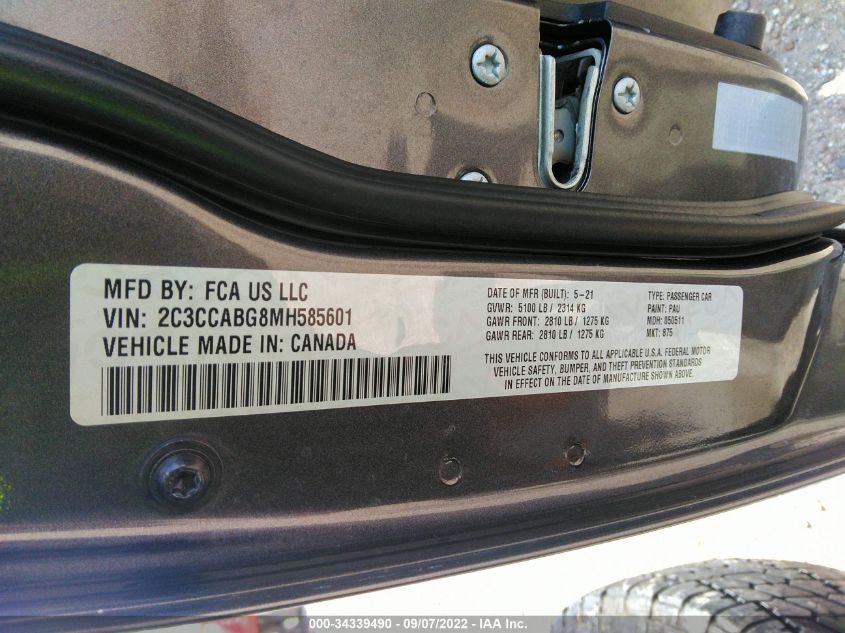 MFD BY: FCA US LLC
VIN: 2C3CCABG8MH585601
VEHICLE MADE IN: CANADA
DATE OF MFR (BUILT): 5-21
GVWR: 5100 LB / 2314 KG
GAWR FRONT: 2810 LB / 1275 KG
GAWR REAR: 2810 LB / 1275 KG
TYPE: PASSENGER CAR
PAINT: PAU
MDH: 050511
MKT: 875
THIS VEHICLE CONFORMS TO ALL APPLICABLE U.S.A. FEDERAL MOTOR
VEHICLE SAFETY, BUMPER, AND THEFT PREVENTION STANDARDS
IN EFFECT ON THE DATE OF MANUFACTURE SHOWN ABOVE.
000-34339490 - 09/07/2022 - IAA Inc.